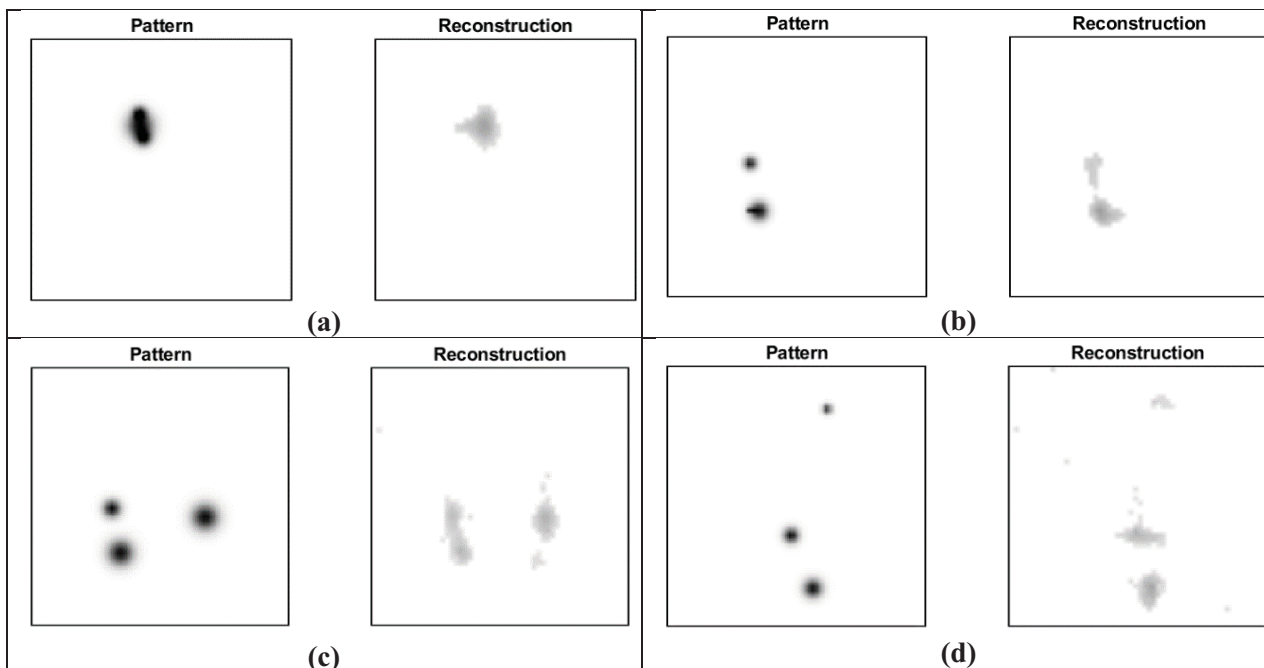 Pattern Reconstruction
(a)
Pattern Reconstruction
(b)
Pattern Reconstruction
(c)
Pattern Reconstruction
(d)